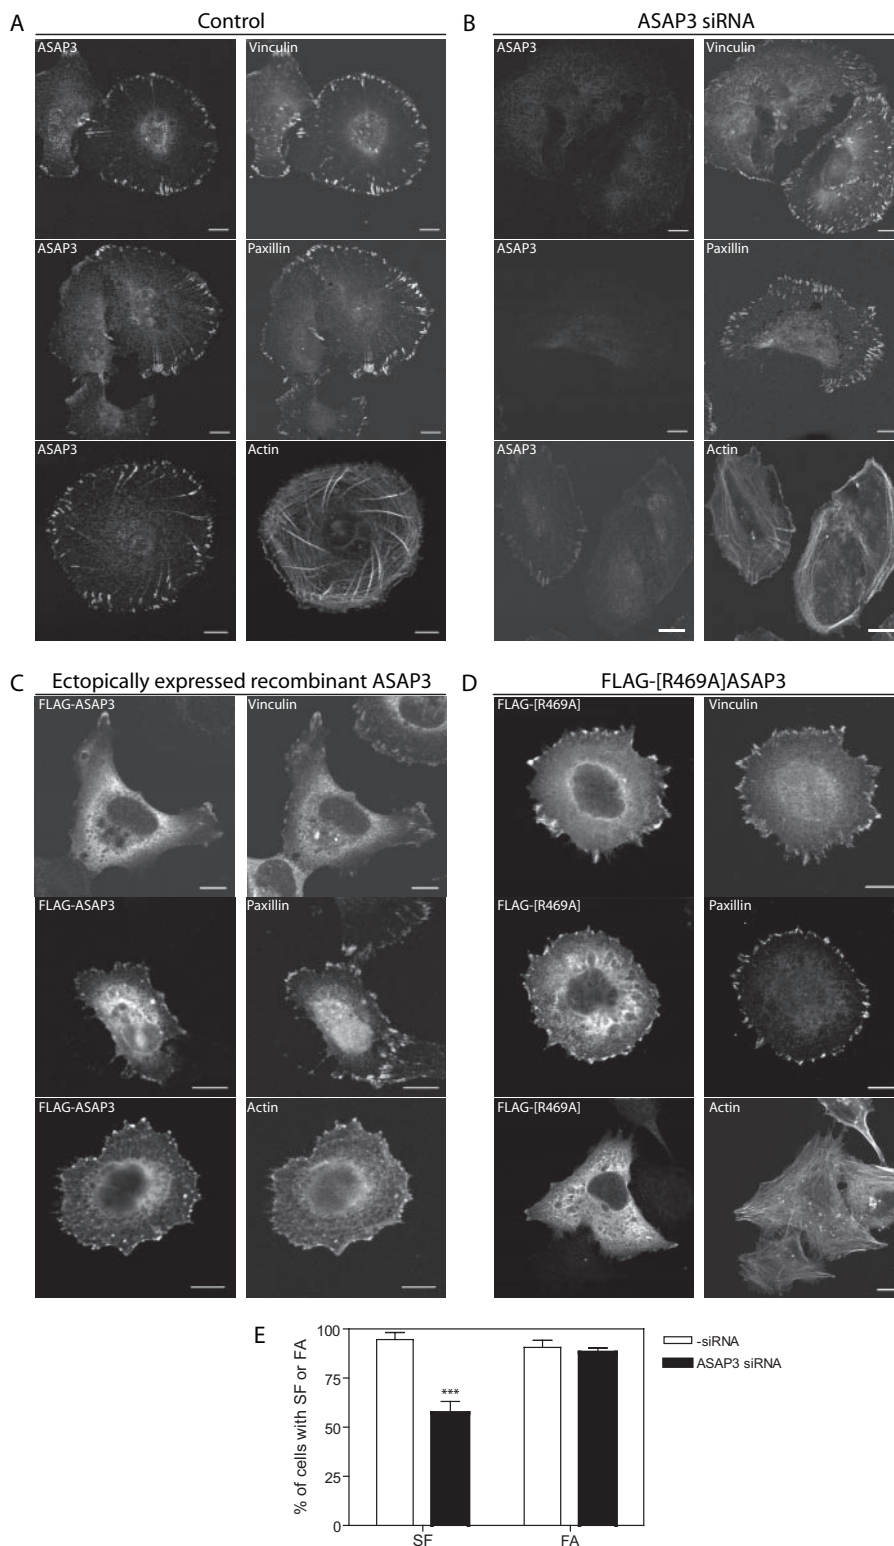 A
Control
ASAP3
Vinculin
ASAP3
Paxillin
ASAP3
Actin
B
ASAP3 siRNA
ASAP3
Vinculin
ASAP3
Paxillin
ASAP3
Actin
C
Ectopically expressed recombinant ASAP3
FLAG-ASAP3
Vinculin
FLAG-ASAP3
Paxillin
FLAG-ASAP3
Actin
D
FLAG-[R469A]ASAP3
FLAG-[R469A]
Vinculin
FLAG-[R469A]
Paxillin
FLAG-[R469A]
Actin
E
% of cells with SF or FA
100
75
50
25
0
***
SF
FA
-siRNA
ASAP3 siRNA